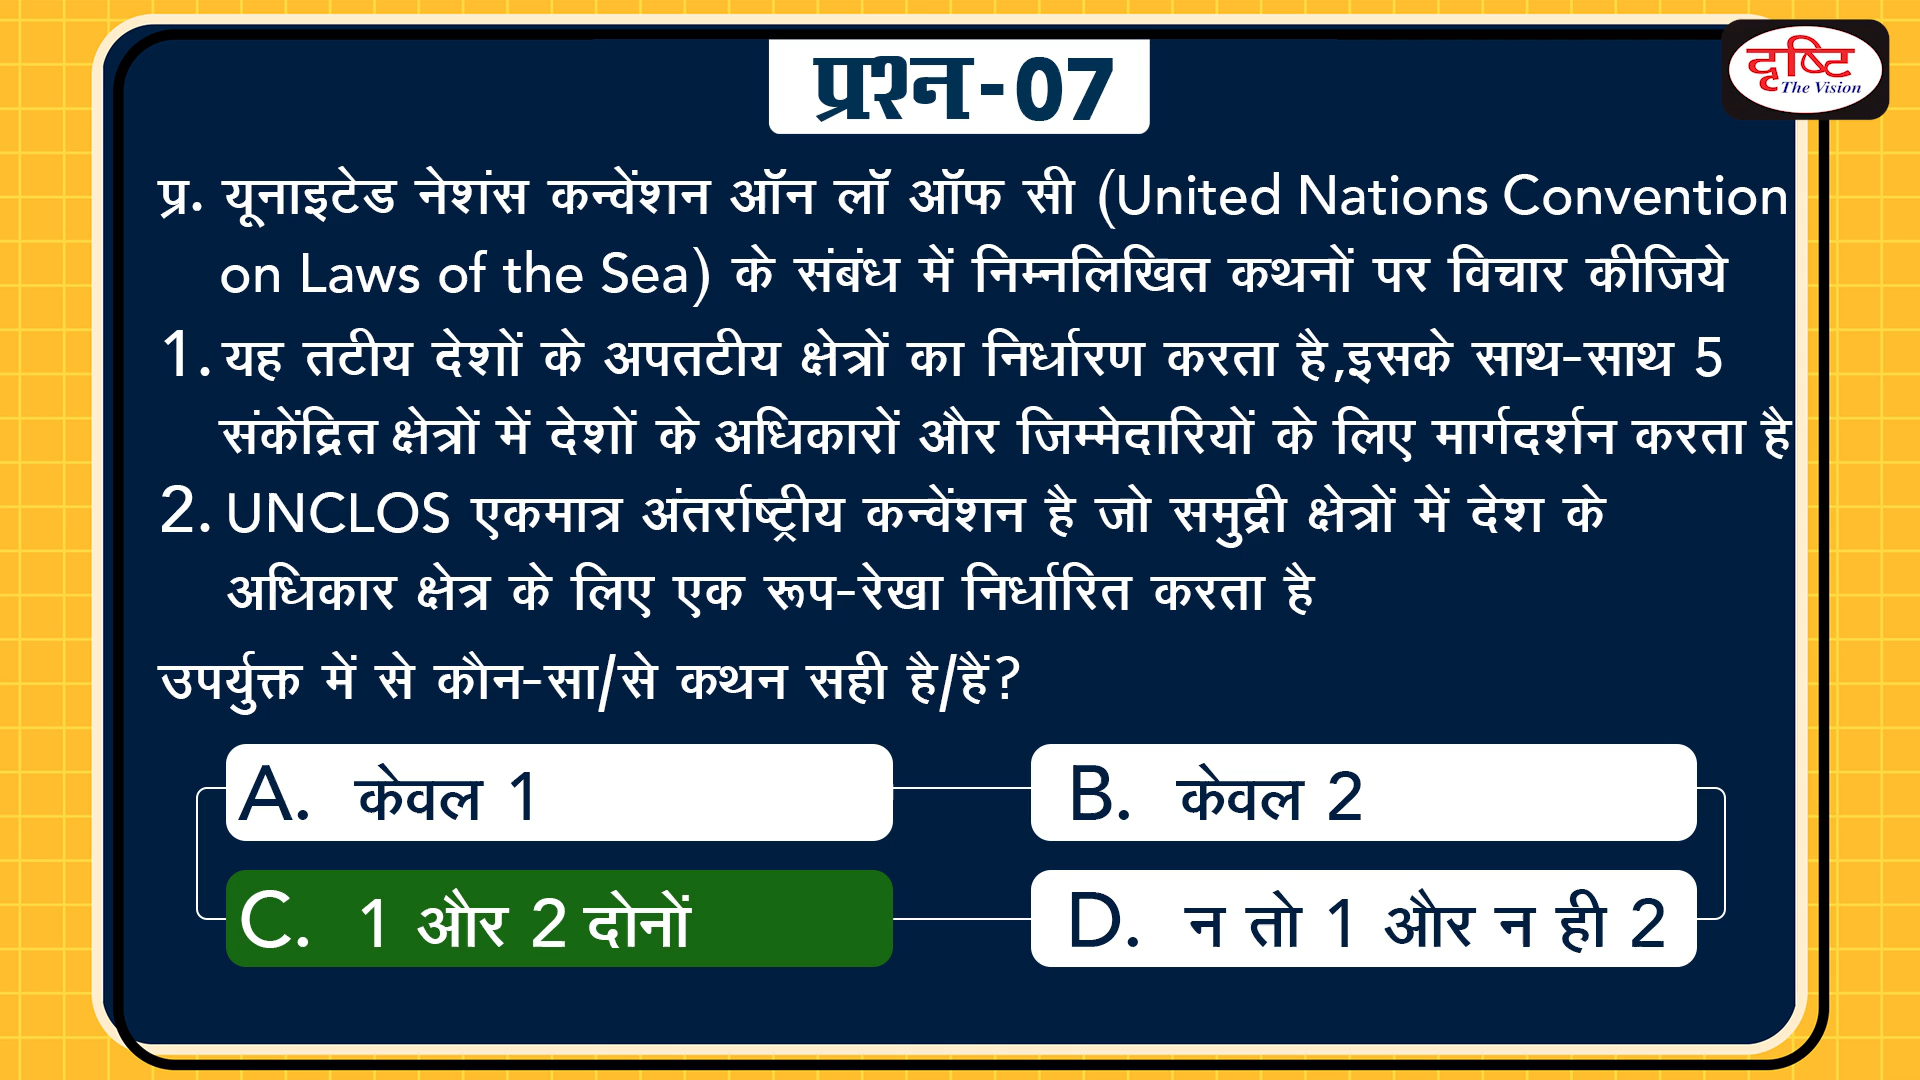 प्रश्न-07
दृष्टि
The Vision
प्र. यूनाइटेड नेशंस कन्वेंशन ऑन लॉ ऑफ सी (United Nations Convention
on Laws of the Sea) के संबंध में निम्नलिखित कथनों पर विचार कीजिये
1. यह तटीय देशों के अपतटीय क्षेत्रों का निर्धारण करता है,इसके साथ-साथ 5
संकेंद्रित क्षेत्रों में देशों के अधिकारों और जिम्मेदारियों के लिए मार्गदर्शन करता है
2. UNCLOS एकमात्र अंतर्राष्ट्रीय कन्वेंशन है जो समुद्री क्षेत्रों में देश के
अधिकार क्षेत्र के लिए एक रूप-रेखा निर्धारित करता है
उपर्युक्त में से कौन-सा/से कथन सही है/हैं?
A. केवल 1
B. केवल 2
C. 1 और 2 दोनों
D. न तो 1 और न ही 2